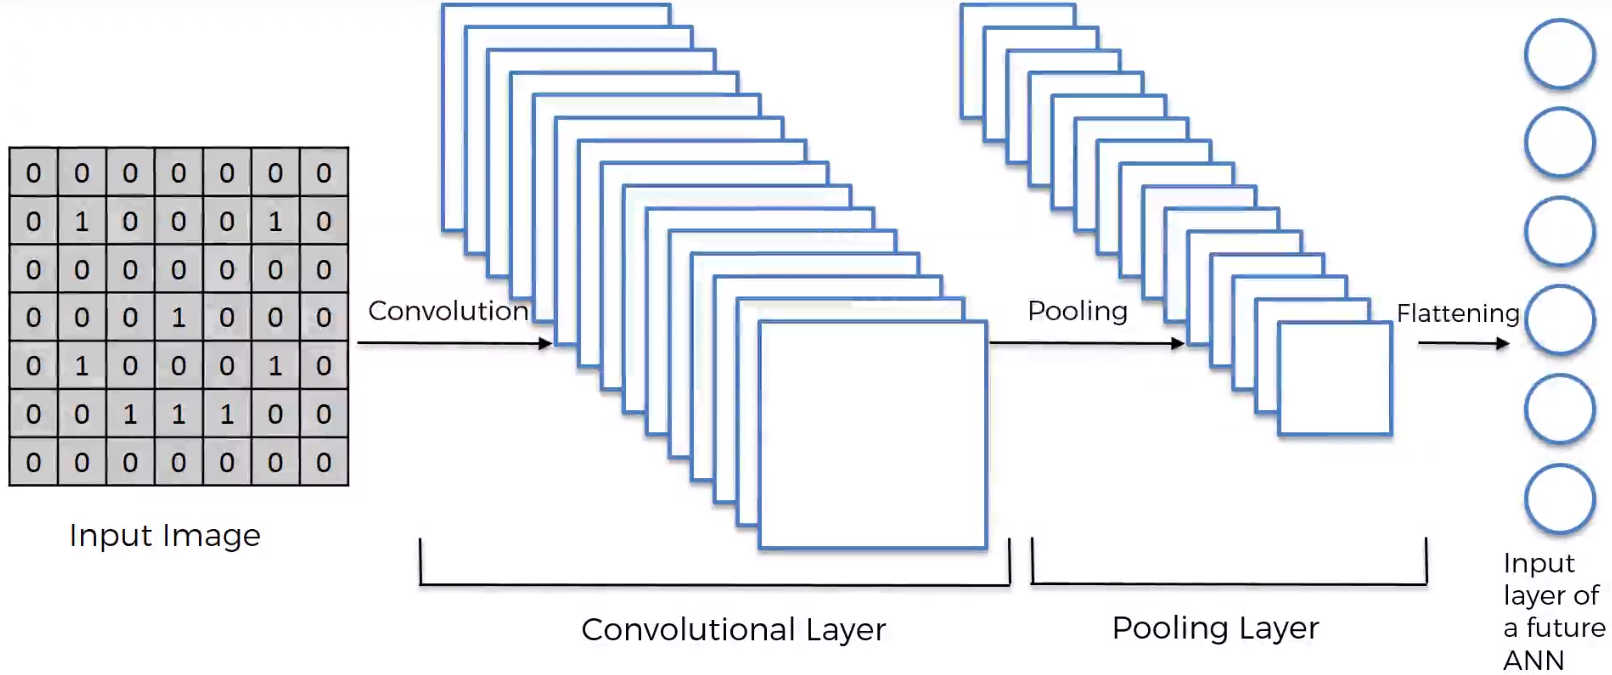 0 0 0 0 0 0 0
0 1 0 0 0 1 0
0 0 0 0 0 0 0
0 0 0 1 0 0 0
0 1 0 0 0 1 0
0 0 1 1 1 0 0
0 0 0 0 0 0 0
Input Image
Convolution
Convolutional Layer
Pooling
Pooling Layer
Flattening
Input
layer of
a future
ANN